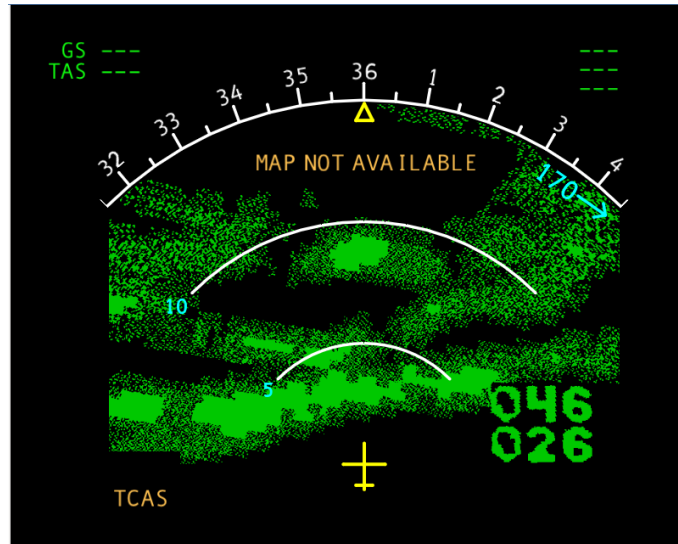 GS ---
TAS ---
---
---
---
32 33 34 35 36 1 2 3 4
MAP NOT AVAILABLE
170
10
5
046
026
TCAS